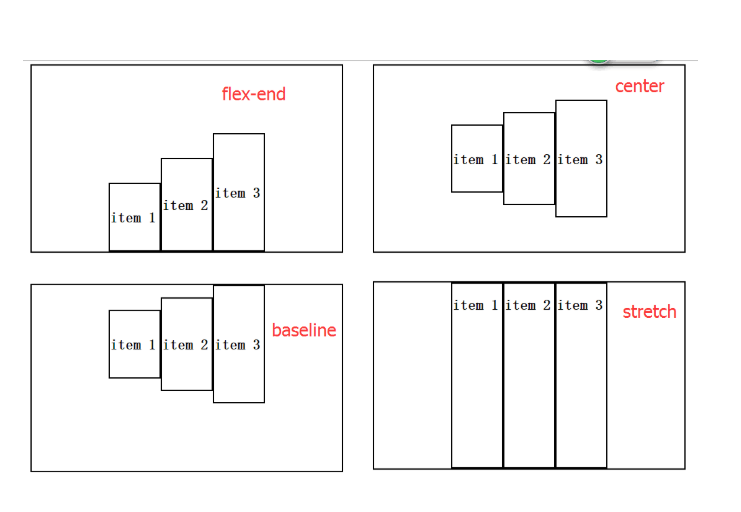 flex-end
item 1
item 2
item 3
center
item 1 item 2 item 3
baseline
item 1 item 2 item 3
stretch
item 1 item 2 item 3